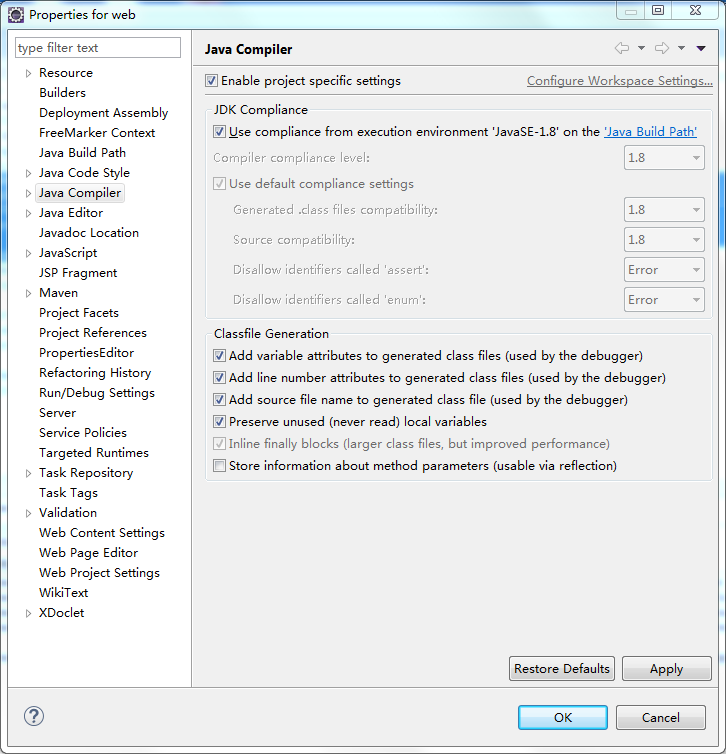 Properties for web
type filter text
Resource
Builders
Deployment Assembly
FreeMarker Context
Java Build Path
Java Code Style
Java Compiler
Java Editor
Javadoc Location
JavaScript
JSP Fragment
Maven
Project Facets
Project References
PropertiesEditor
Refactoring History
Run/Debug Settings
Server
Service Policies
Targeted Runtimes
Task Repository
Task Tags
Validation
Web Content Settings
Web Page Editor
Web Project Settings
WikiText
XDoclet
Java Compiler
Enable project specific settings Configure Workspace Settings...
JDK Compliance
Use compliance from execution environment 'JavaSE-1.8' on the 'Java Build Path'
Compiler compliance level: 1.8
Use default compliance settings
Generated .class files compatibility: 1.8
Source compatibility: 1.8
Disallow identifiers called 'assert': Error
Disallow identifiers called 'enum': Error
Classfile Generation
Add variable attributes to generated class files (used by the debugger)
Add line number attributes to generated class files (used by the debugger)
Add source file name to generated class file (used by the debugger)
Preserve unused (never read) local variables
Inline finally blocks (larger class files, but improved performance)
Store information about method parameters (usable via reflection)
Restore Defaults Apply
? OK Cancel